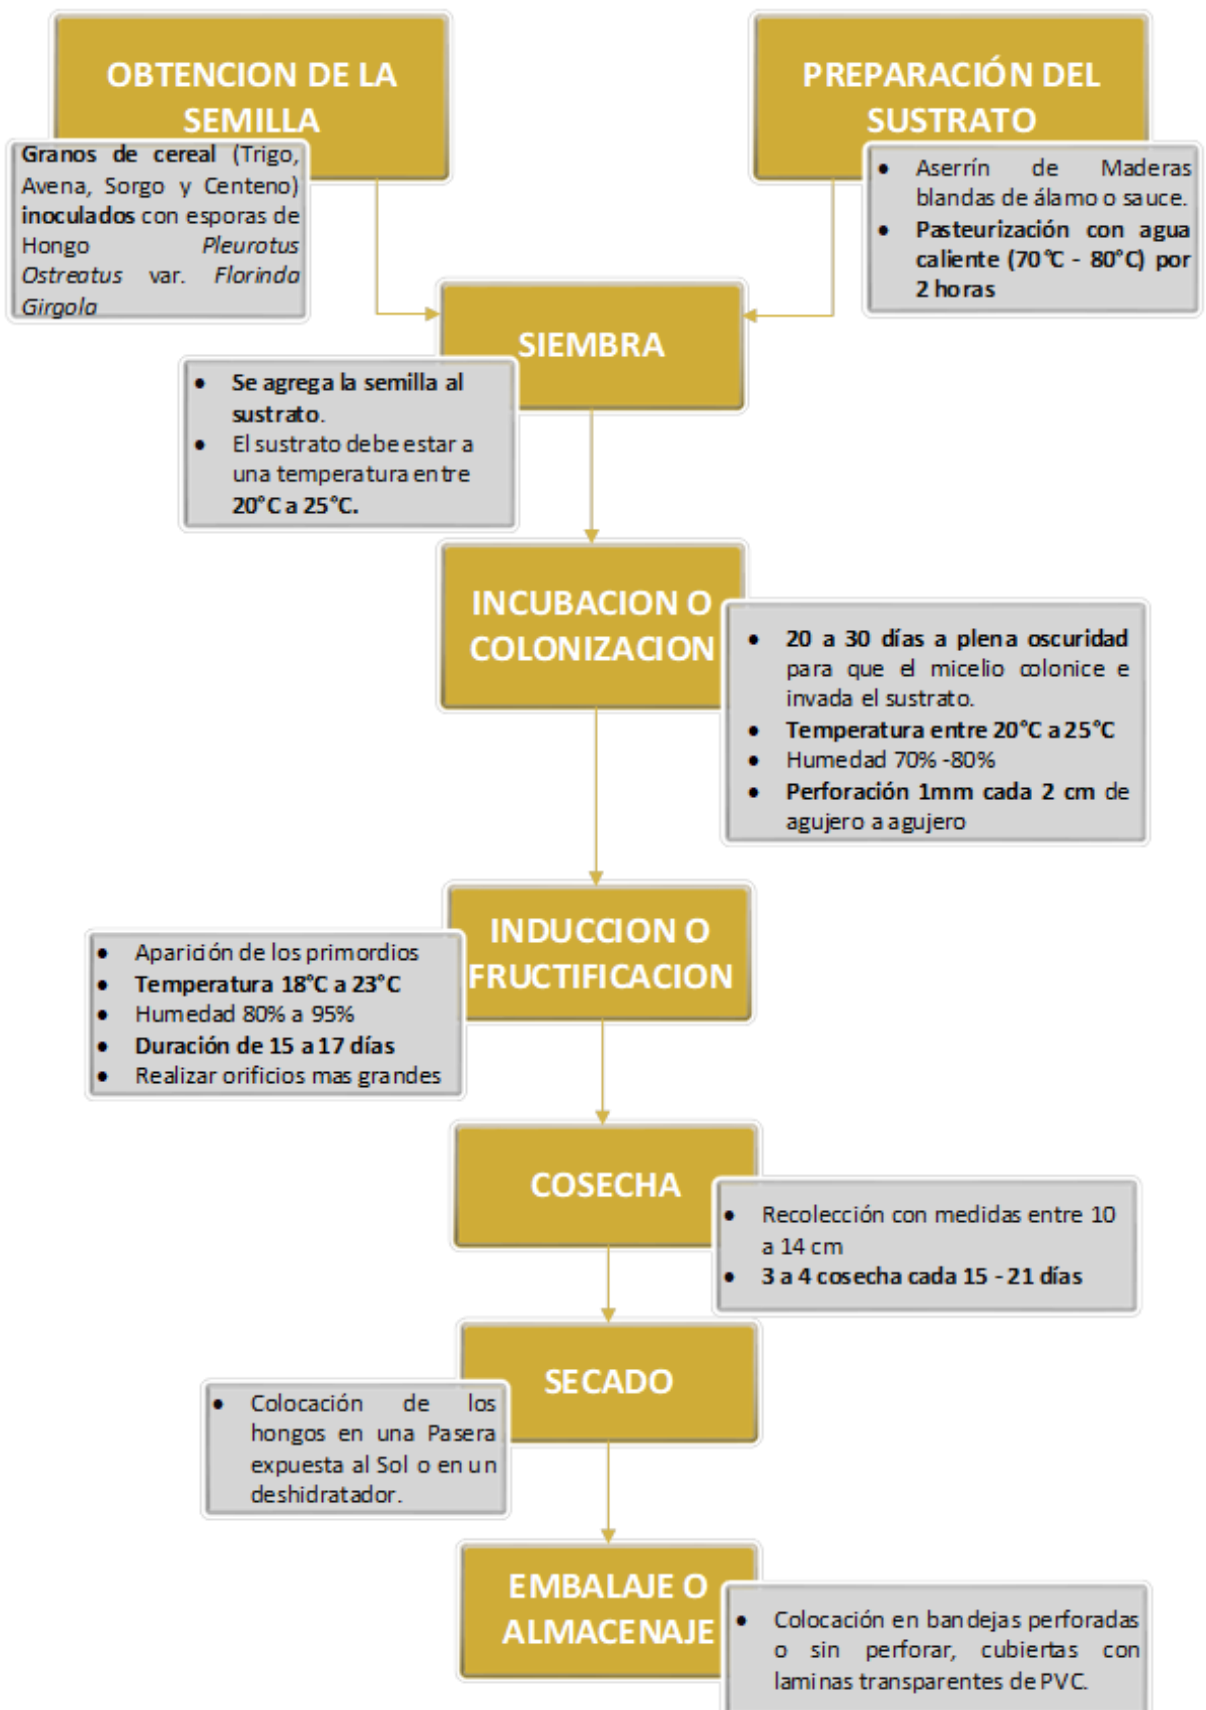 OBTENCION DE LA
SEMILLA
Granos de cereal (Trigo,
Avena, Sorgo y Centeno)
inoculados con esporas de
Hongo Pleurotus
Ostreatus var. Florinda
Girgola
PREPARACIÓN DEL
SUSTRATO
• Aserrín de Maderas
blandas de álamo o sauce.
• Pasteurización con agua
caliente (70°C - 80°C) por
2 horas
SIEMBRA
• Se agrega la semilla al
sustrato.
• El sustrato debe estar a
una temperatura entre
20°C a 25°C.
INCUBACION O
COLONIZACION
• 20 a 30 días a plena oscuridad
para que el micelio colonice e
invada el sustrato.
• Temperatura entre 20°C a 25°C
• Humedad 70% -80%
• Perforación 1mm cada 2 cm de
agujero a agujero
INDUCCION O
FRUCTIFICACION
• Aparición de los primordios
• Temperatura 18°C a 23°C
• Humedad 80% a 95%
• Duración de 15 a 17 días
• Realizar orificios mas grandes
COSECHA
• Recolección con medidas entre 10
a 14 cm
• 3 a 4 cosecha cada 15 - 21 días
SECADO
• Colocación de los
hongos en una Pasera
expuesta al Sol o en un
deshidratador.
EMBALAJE O
ALMACENAJE
• Colocación en bandejas perforadas
o sin perforar, cubiertas con
laminas transparentes de PVC.